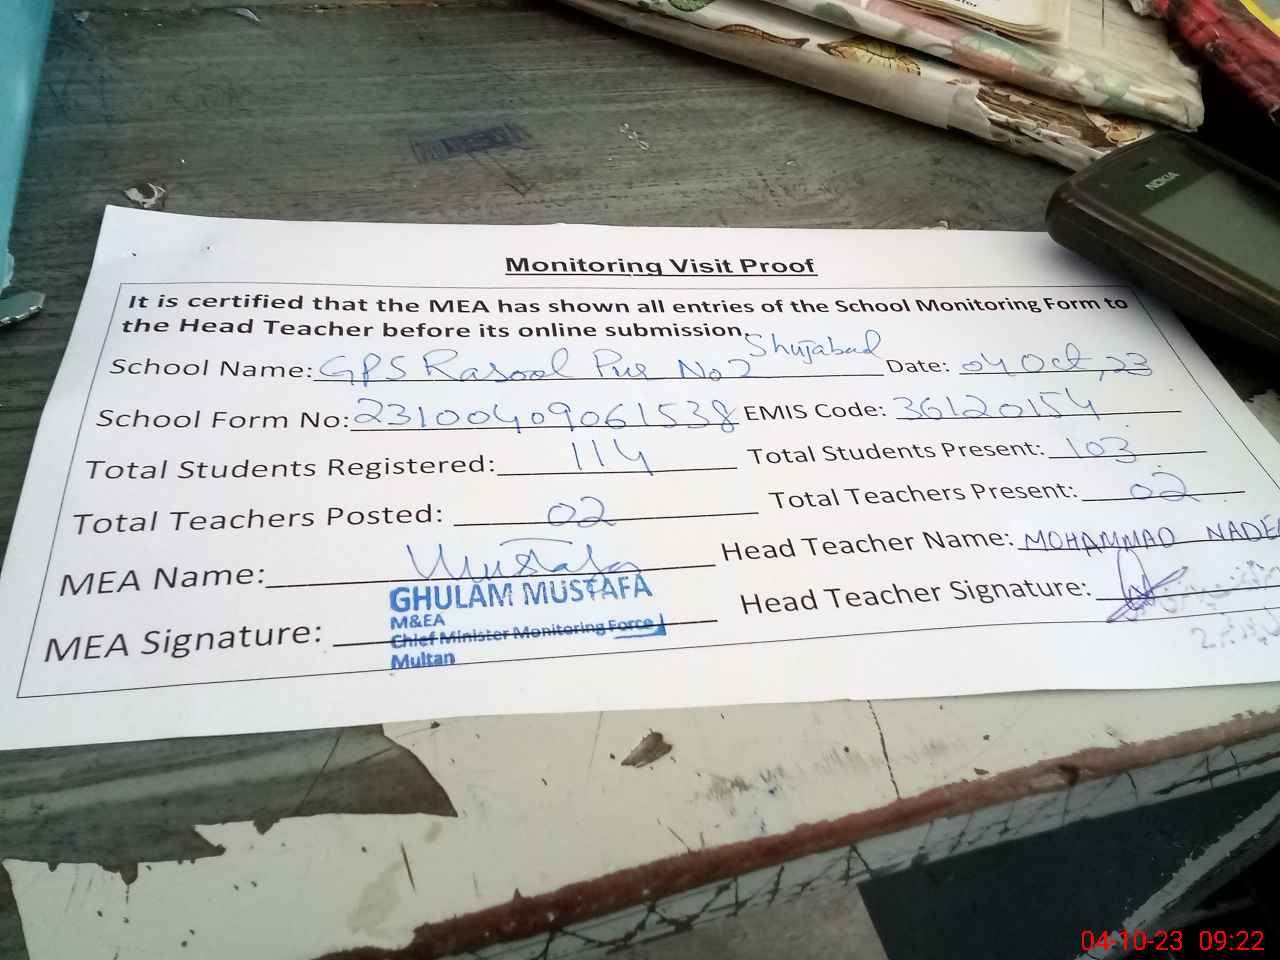 Monitoring Visit Proof
It is certified that the MEA has shown all entries of the School Monitoring Form to
the Head Teacher before its online submission.
School Name: GPS Rasool Pur No 2 Shujabad Date: 04 Oct, 23
School Form No: 23100409061538 EMIS Code: 36120154
Total Students Registered: 114 Total Students Present: 103
Total Teachers Posted: 02 Total Teachers Present: 02
MEA Name: Mustafa Head Teacher Name: MOHAMMAD NADE
GHULAM MUSTAFA
M&EA
MEA Signature: Chief Minister Monitoring Force Head Teacher Signature:
Multan
NOKIA
04-10-23 09:22